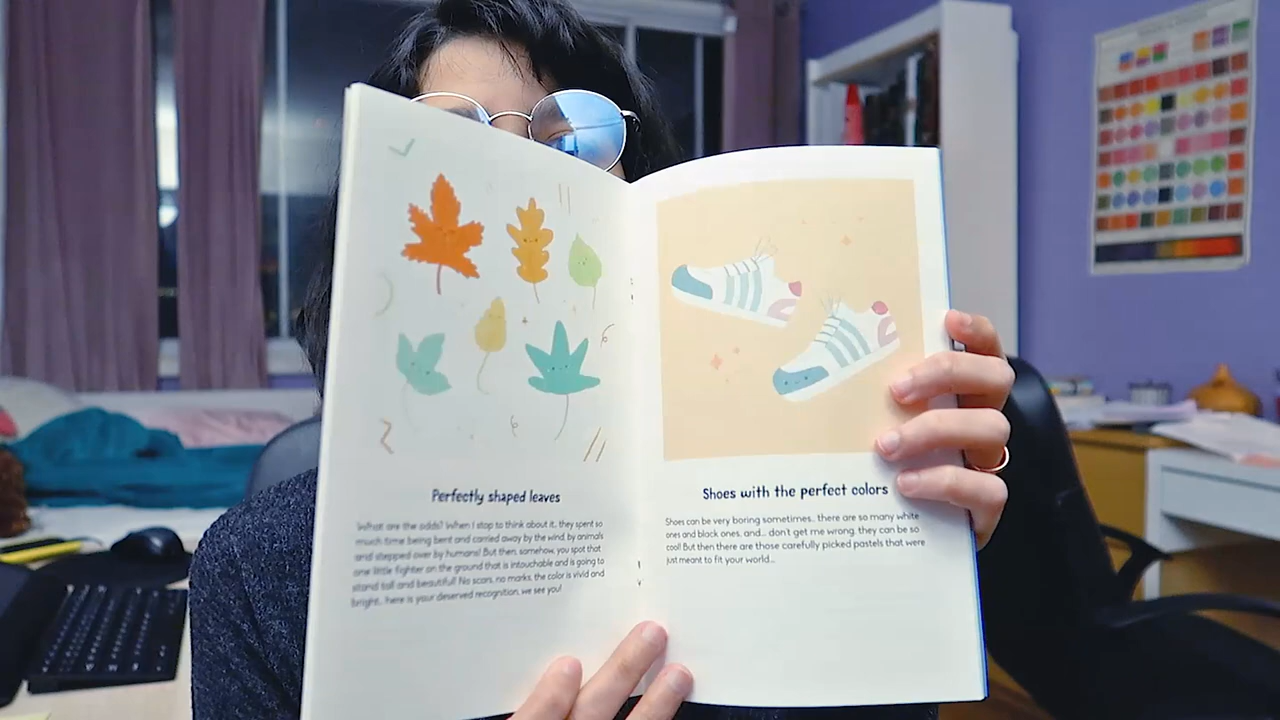 Perfectly shaped leaves
What are the odds? When I stop to think about it, they spent so
much time being bent and carried away by the wind, by animals
and stepped over by humans! But then, somehow, you spot that
one little fighter on the ground that is intouchable and is going to
stand tall and beautiful! No scars, no marks, the color is vivid and
bright... here is your deserved recognition, we see you!
Shoes with the perfect colors
Shoes can be very boring sometimes... there are so many white
ones and black ones, and... don't get me wrong, they can be so
cool! But then there are those carefully picked pastels that were
just meant to fit your world...